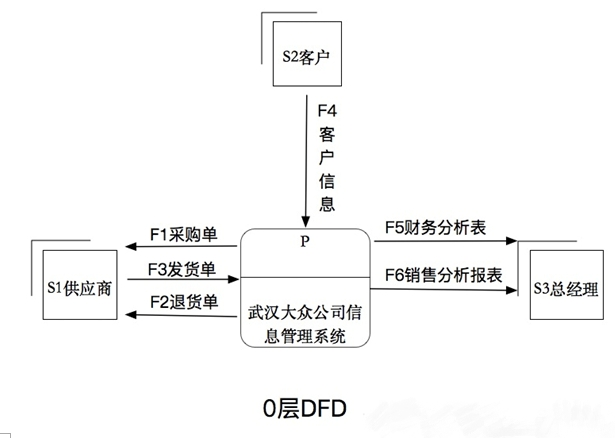 S2客户
F4
客
户
信
息
F1采购单
P
F5财务分析表
S1供应商
F3发货单
F6销售分析报表
S3总经理
F2退货单
武汉大众公司信
息管理系统
0层DFD